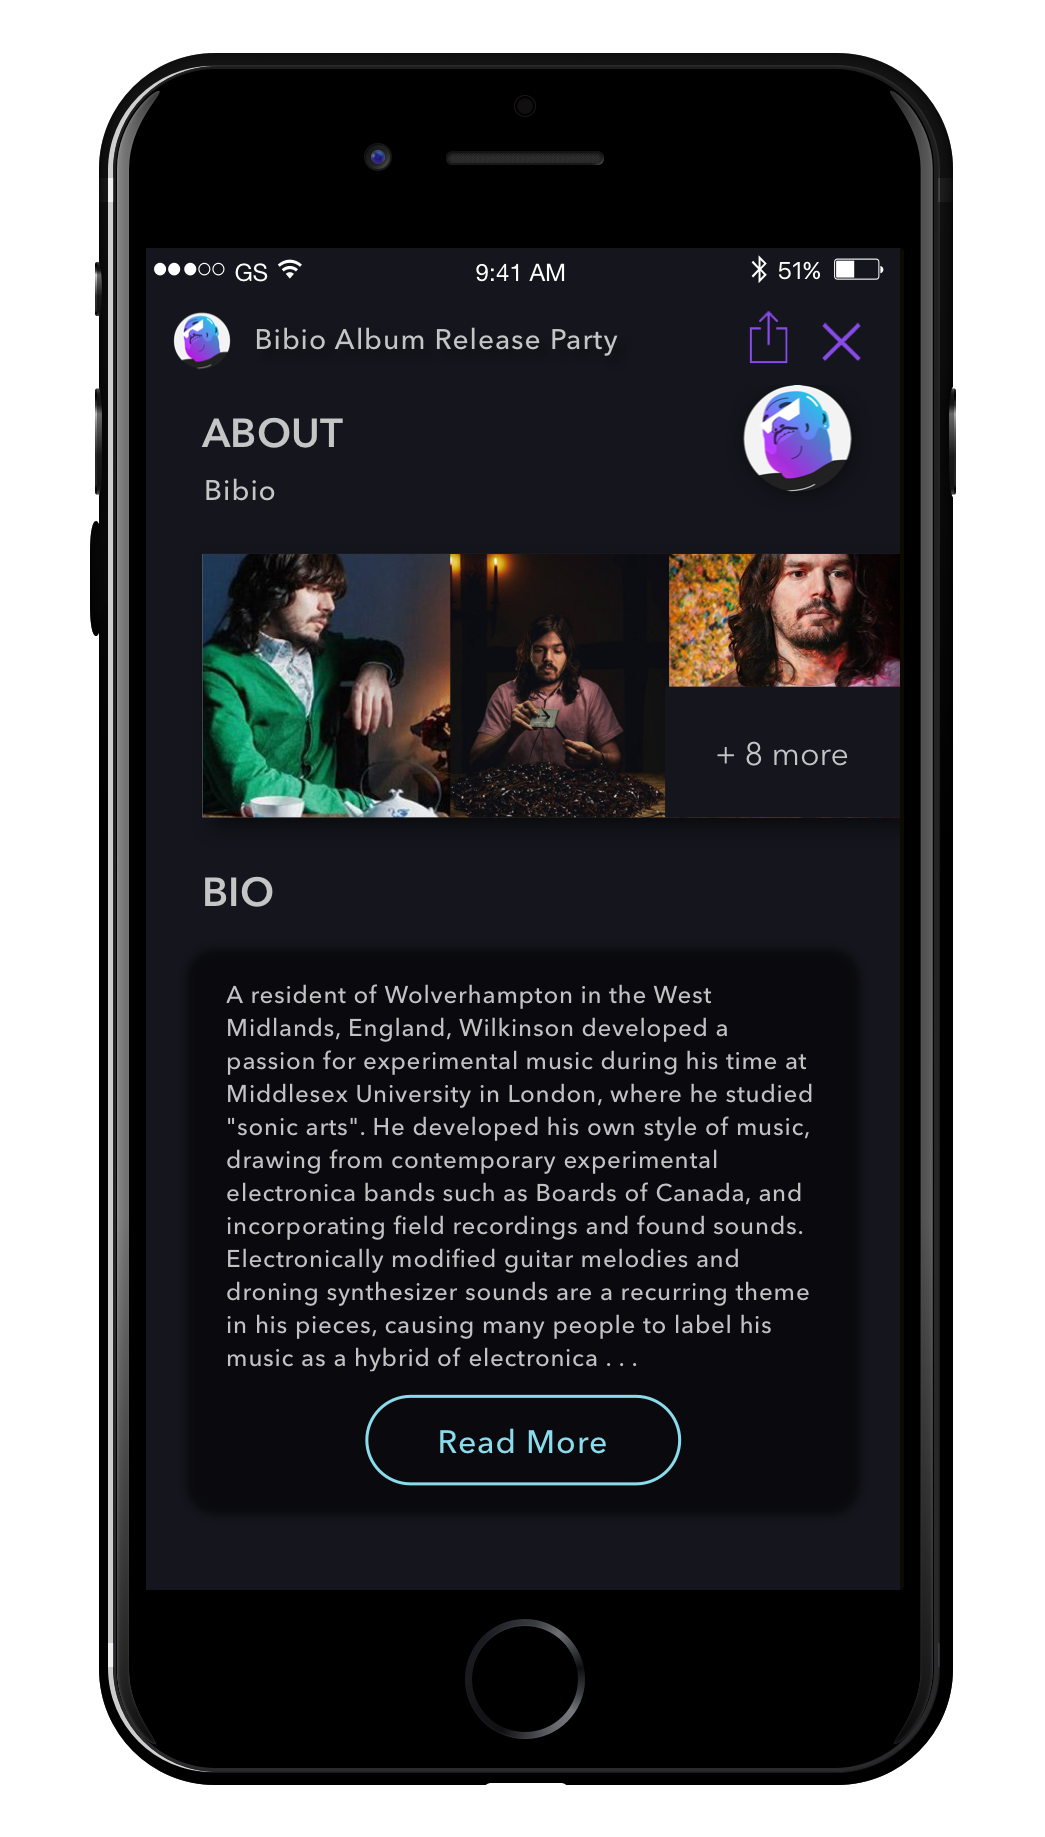 GS
9:41 AM
51%
Bibio Album Release Party
ABOUT
Bibio
+ 8 more
BIO
A resident of Wolverhampton in the West
Midlands, England, Wilkinson developed a
passion for experimental music during his time at
Middlesex University in London, where he studied
"sonic arts". He developed his own style of music,
drawing from contemporary experimental
electronica bands such as Boards of Canada, and
incorporating field recordings and found sounds.
Electronically modified guitar melodies and
droning synthesizer sounds are a recurring theme
in his pieces, causing many people to label his
music as a hybrid of electronica . . .
Read More